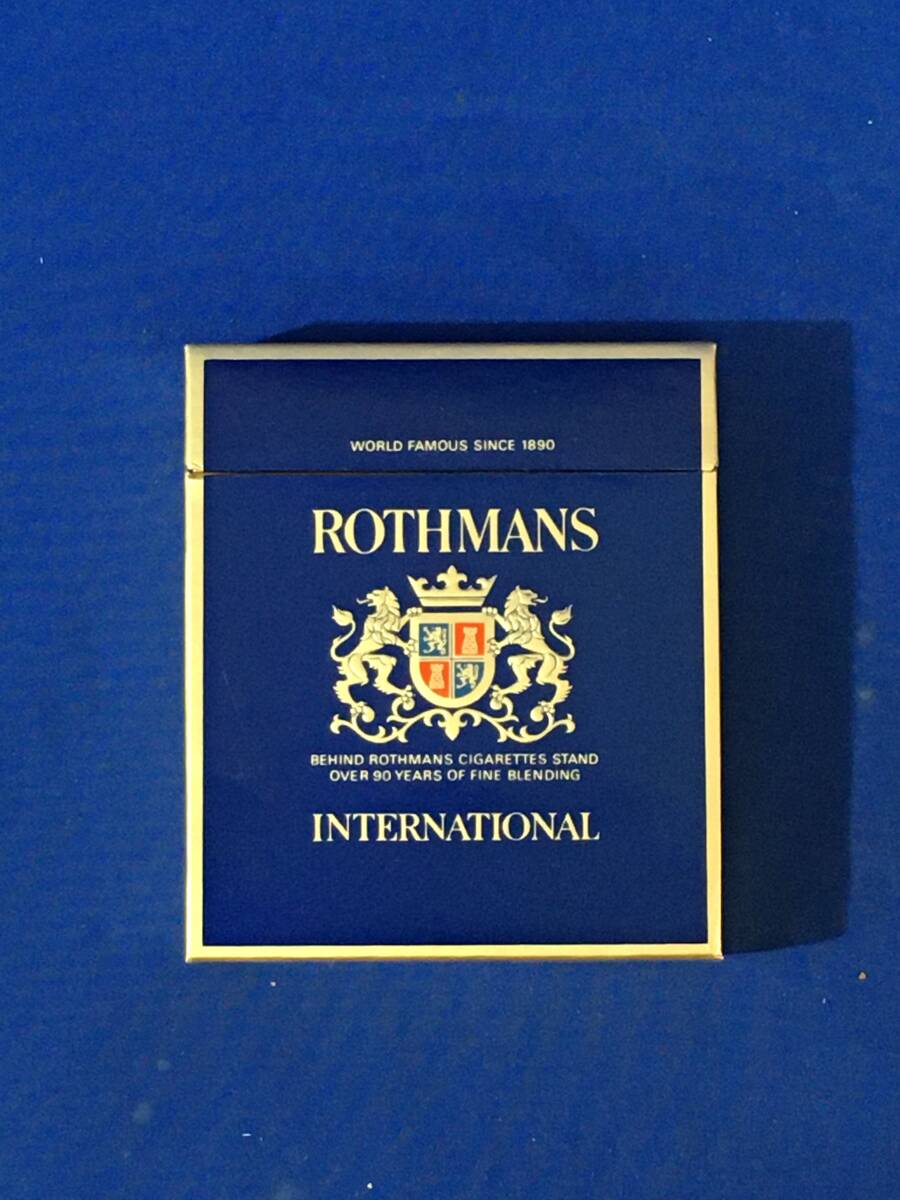 WORLD FAMOUS SINCE 1890
ROTHMANS
BEHIND ROTHMANS CIGARETTES STAND
OVER 90 YEARS OF FINE BLENDING
INTERNATIONAL